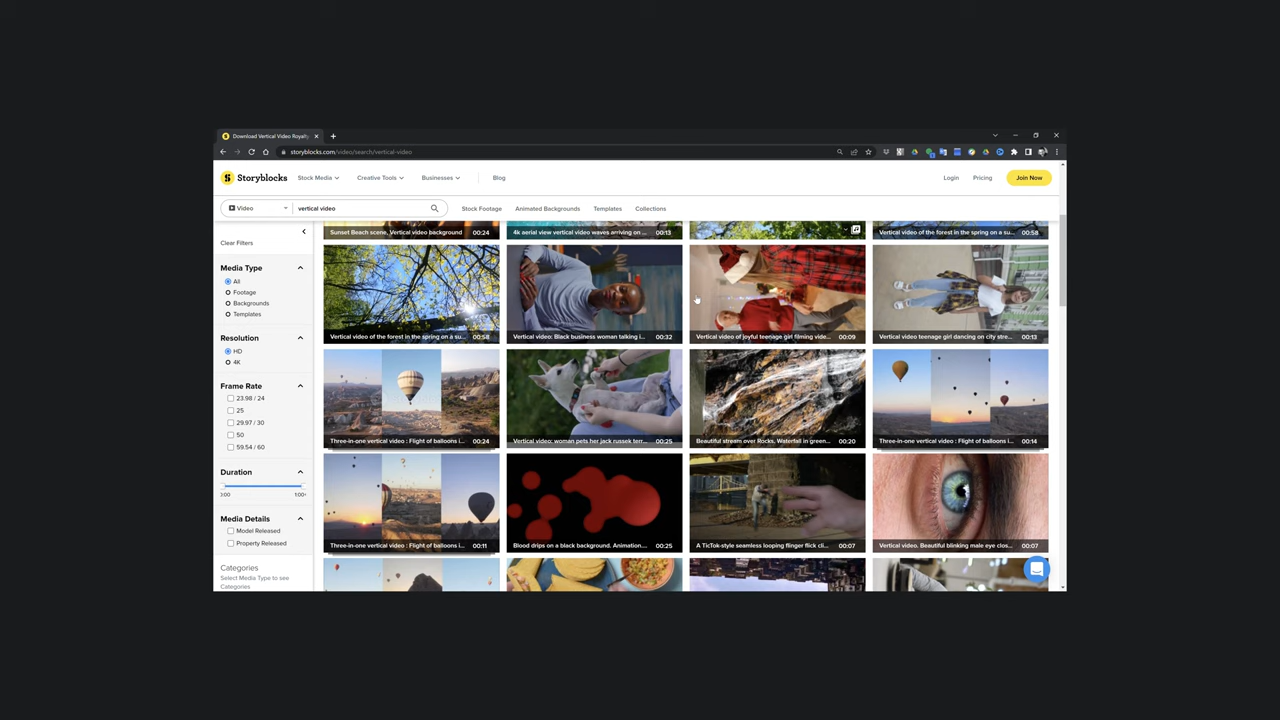 Download Vertical Video Royalt
storyblocks.com/video/search/vertical-video
Storyblocks
Stock Media
Creative Tools
Businesses
Blog
Login
Pricing
Join Now
Video
vertical video
Stock Footage
Animated Backgrounds
Templates
Collections
Clear Filters
Media Type
All
Footage
Backgrounds
Templates
Resolution
HD
4K
Frame Rate
23.98 / 24
25
29.97 / 30
50
59.54 / 60
Duration
0:00
1:00+
Media Details
Model Released
Property Released
Categories
Select Media Type to see
Categories
Sunset Beach scene, Vertical video background 00:24
4k aerial view vertical video waves arriving on ... 00:13
Vertical video of the forest in the spring on a su... 00:58
Vertical video of the forest in the spring on a su... 00:58
Vertical video: Black business woman talking i... 00:32
Vertical video of joyful teenage girl filming vide... 00:09
Vertical video teenage girl dancing on city stre... 00:13
Three-in-one vertical video : Flight of balloons i... 00:24
Vertical video: woman pets her jack russek terr... 00:25
Beautiful stream over Rocks. Waterfall in green... 00:20
Three-in-one vertical video : Flight of balloons i... 00:14
Three-in-one vertical video : Flight of balloons i... 00:11
Blood drips on a black background. Animation... 00:25
A TicTok-style seamless looping flinger flick cli... 00:07
Vertical video. Beautiful blinking male eye clos... 00:07